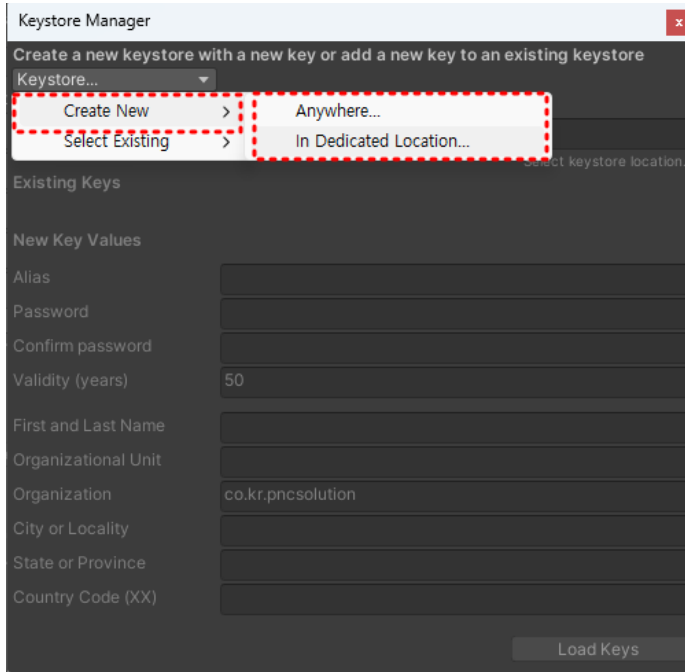 Keystore Manager
x
Create a new keystore with a new key or add a new key to an existing keystore
Keystore...
Create New > Anywhere...
Select Existing > In Dedicated Location...
Select keystore location.
Existing Keys
New Key Values
Alias
Password
Confirm password
Validity (years) 50
First and Last Name
Organizational Unit
Organization co.kr.pncsolution
City or Locality
State or Province
Country Code (XX)
Load Keys